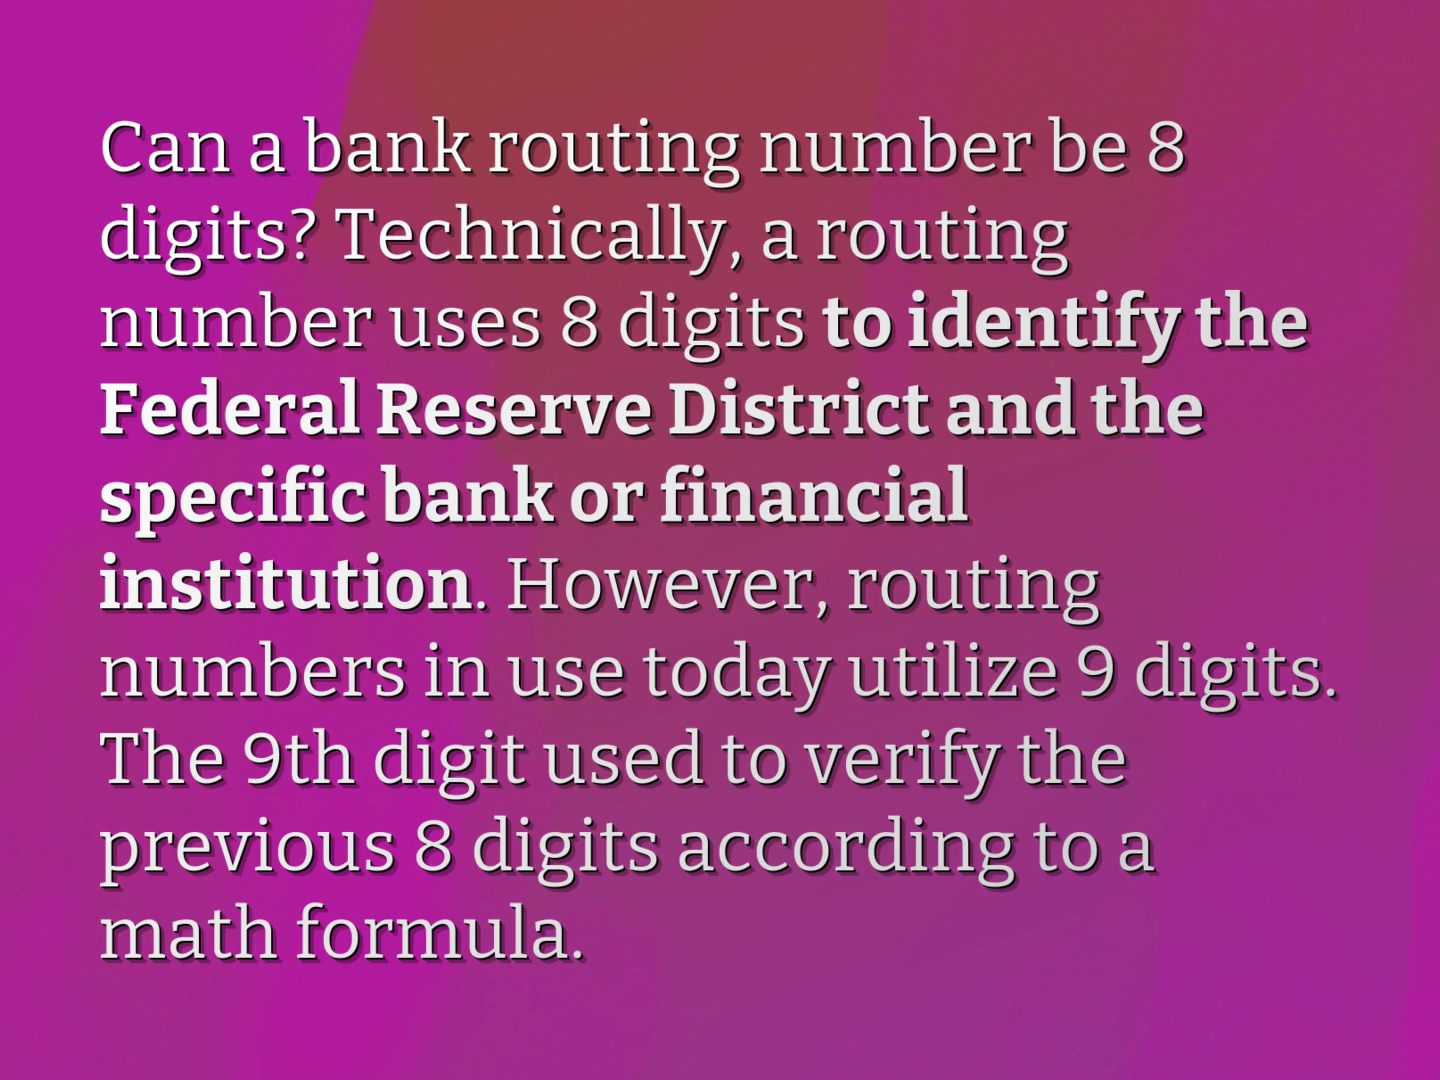 Can a bank routing number be 8
digits? Technically, a routing
number uses 8 digits to identify the
Federal Reserve District and the
specific bank or financial
institution. However, routing
numbers in use today utilize 9 digits.
The 9th digit used to verify the
previous 8 digits according to a
math formula.